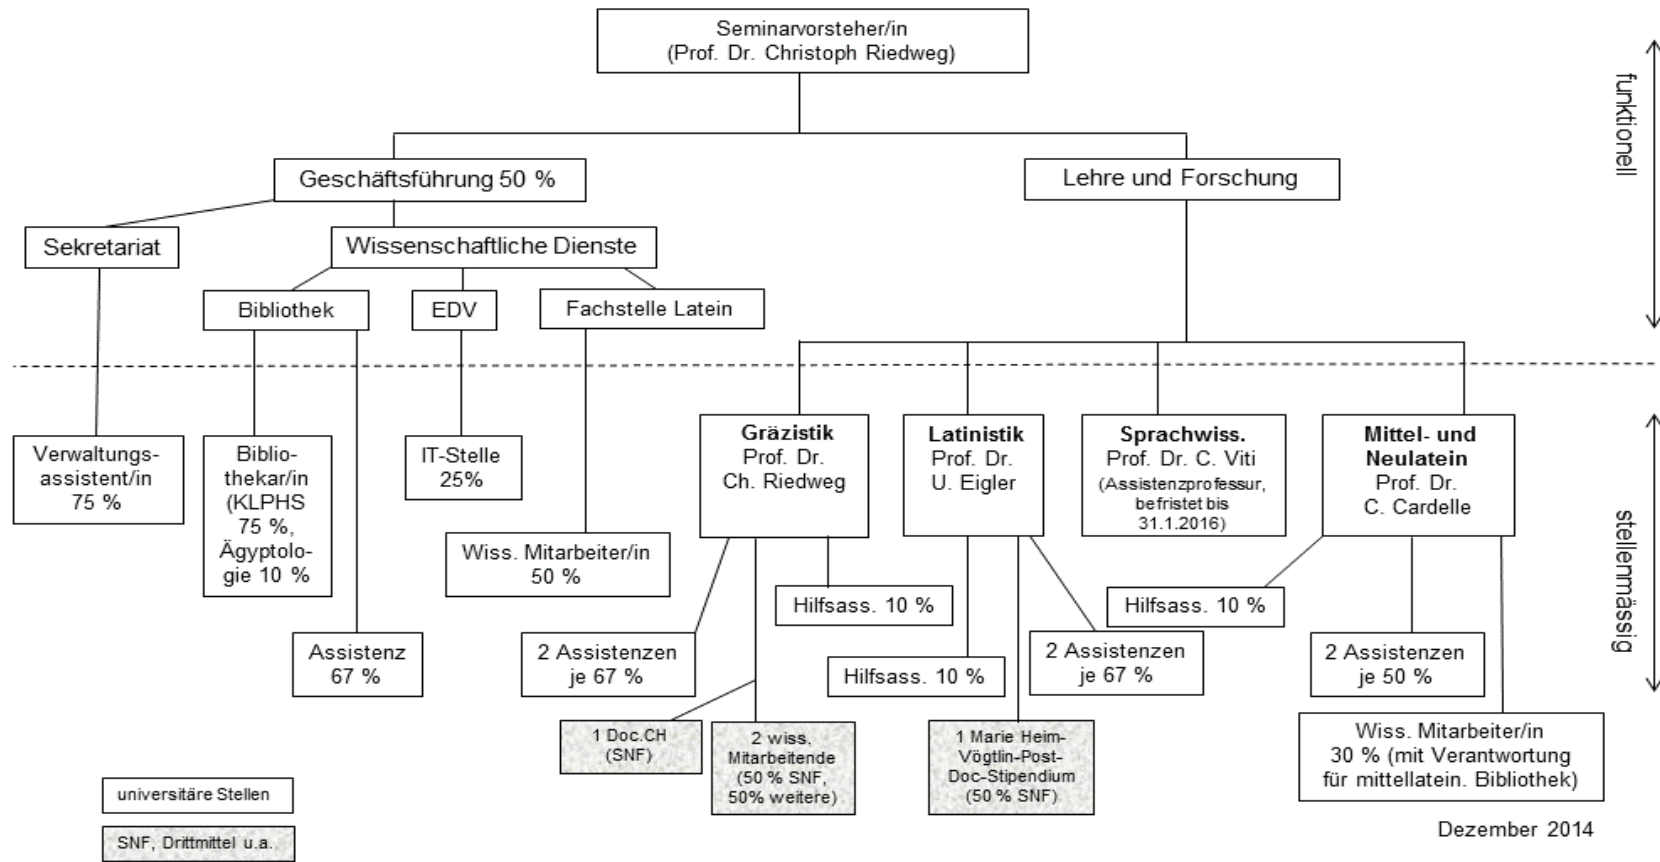 Seminarvorsteher/in
(Prof. Dr. Christoph Riedweg)
funktionell
Geschäftsführung 50 %
Lehre und Forschung
Sekretariat
Wissenschaftliche Dienste
Bibliothek
EDV
Fachstelle Latein
Verwaltungs-
assistent/in
75 %
Biblio-
thekar/in
(KLPHS
75 %,
Ägyptolo-
gie 10 %
IT-Stelle
25%
Wiss. Mitarbeiter/in
50 %
Assistenz
67 %
Gräzistik
Prof. Dr.
Ch. Riedweg
Latinistik
Prof. Dr.
U. Eigler
Sprachwiss.
Prof. Dr. C. Viti
(Assistenzprofessur,
befristet bis
31.1.2016)
Mittel- und
Neulatein
Prof. Dr.
C. Cardelle
stellenmässig
Hilfsass. 10 %
Hilfsass. 10 %
2 Assistenzen
je 67 %
Hilfsass. 10 %
2 Assistenzen
je 67 %
2 Assistenzen
je 50 %
1 Doc.CH
(SNF)
2 wiss.
Mitarbeitende
(50 % SNF,
50% weitere)
1 Marie Heim-
Vögtlin-Post-
Doc-Stipendium
(50 % SNF)
Wiss. Mitarbeiter/in
30 % (mit Verantwortung
für mittellatein. Bibliothek)
universitäre Stellen
SNF, Drittmittel u.a.
Dezember 2014